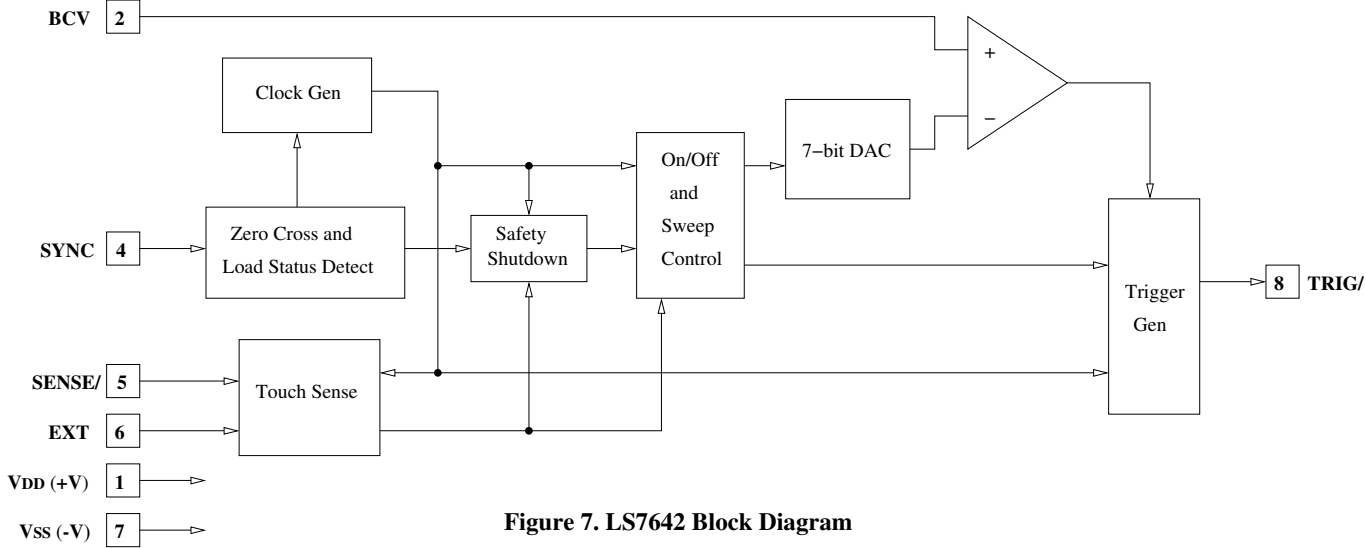 BCV 2
+
Clock Gen
−
7−bit DAC
On/Off
and
Sweep
Control
SYNC 4
Zero Cross and
Load Status Detect
Safety
Shutdown
8 TRIG/
Trigger
Gen
SENSE/ 5
Touch Sense
EXT 6
VDD (+V) 1
VSS (-V) 7
Figure 7. LS7642 Block Diagram